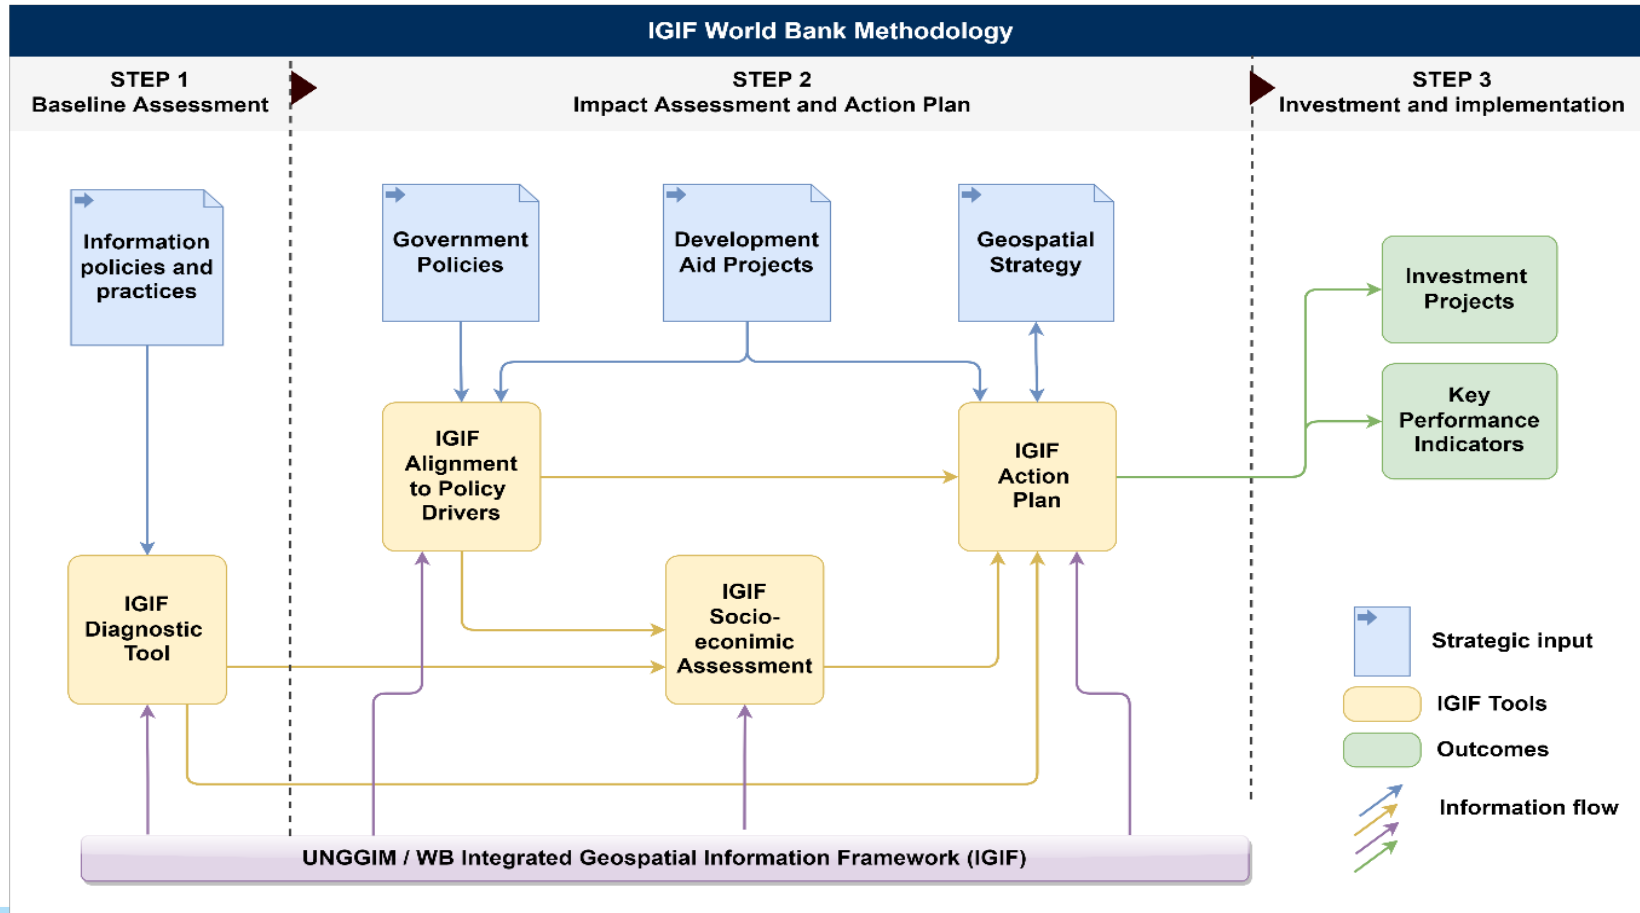 IGIF World Bank Methodology
STEP 1
Baseline Assessment
STEP 2
Impact Assessment and Action Plan
STEP 3
Investment and implementation
Information
policies and
practices
Government
Policies
Development
Aid Projects
Geospatial
Strategy
Investment
Projects
Key
Performance
Indicators
IGIF
Alignment
to Policy
Drivers
IGIF
Action
Plan
IGIF
Diagnostic
Tool
IGIF
Socio-
econimic
Assessment
Strategic input
IGIF Tools
Outcomes
Information flow
UNGGIM / WB Integrated Geospatial Information Framework (IGIF)